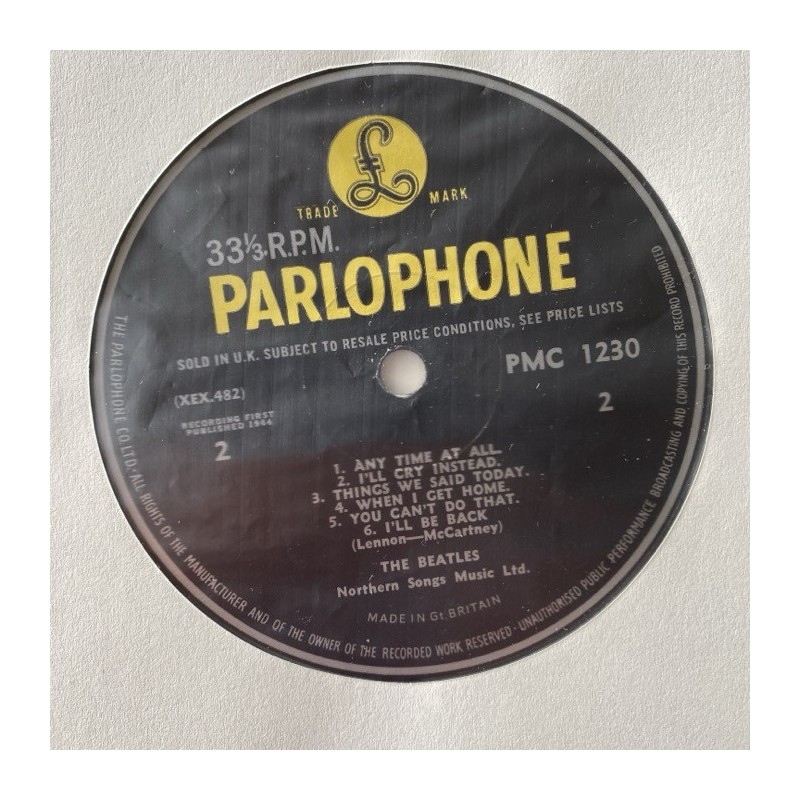 £
TRADE MARK
33⅓ R.P.M.
PARLOPHONE
SOLD IN U.K. SUBJECT TO RESALE PRICE CONDITIONS, SEE PRICE LISTS
PMC 1230
(XEX.482)
2
RECORDING FIRST
PUBLISHED 1964
2
1. ANY TIME AT ALL.
2. I'LL CRY INSTEAD.
3. THINGS WE SAID TODAY.
4. WHEN I GET HOME.
5. YOU CAN'T DO THAT.
6. I'LL BE BACK
(Lennon—McCartney)
THE BEATLES
Northern Songs Music Ltd.
MADE IN Gt. BRITAIN
THE PARLOPHONE CO. LTD. ALL RIGHTS OF THE MANUFACTURER AND OF THE OWNER OF THE RECORDED WORK RESERVED · UNAUTHORISED PUBLIC PERFORMANCE BROADCASTING AND COPYING OF THIS RECORD PROHIBITED